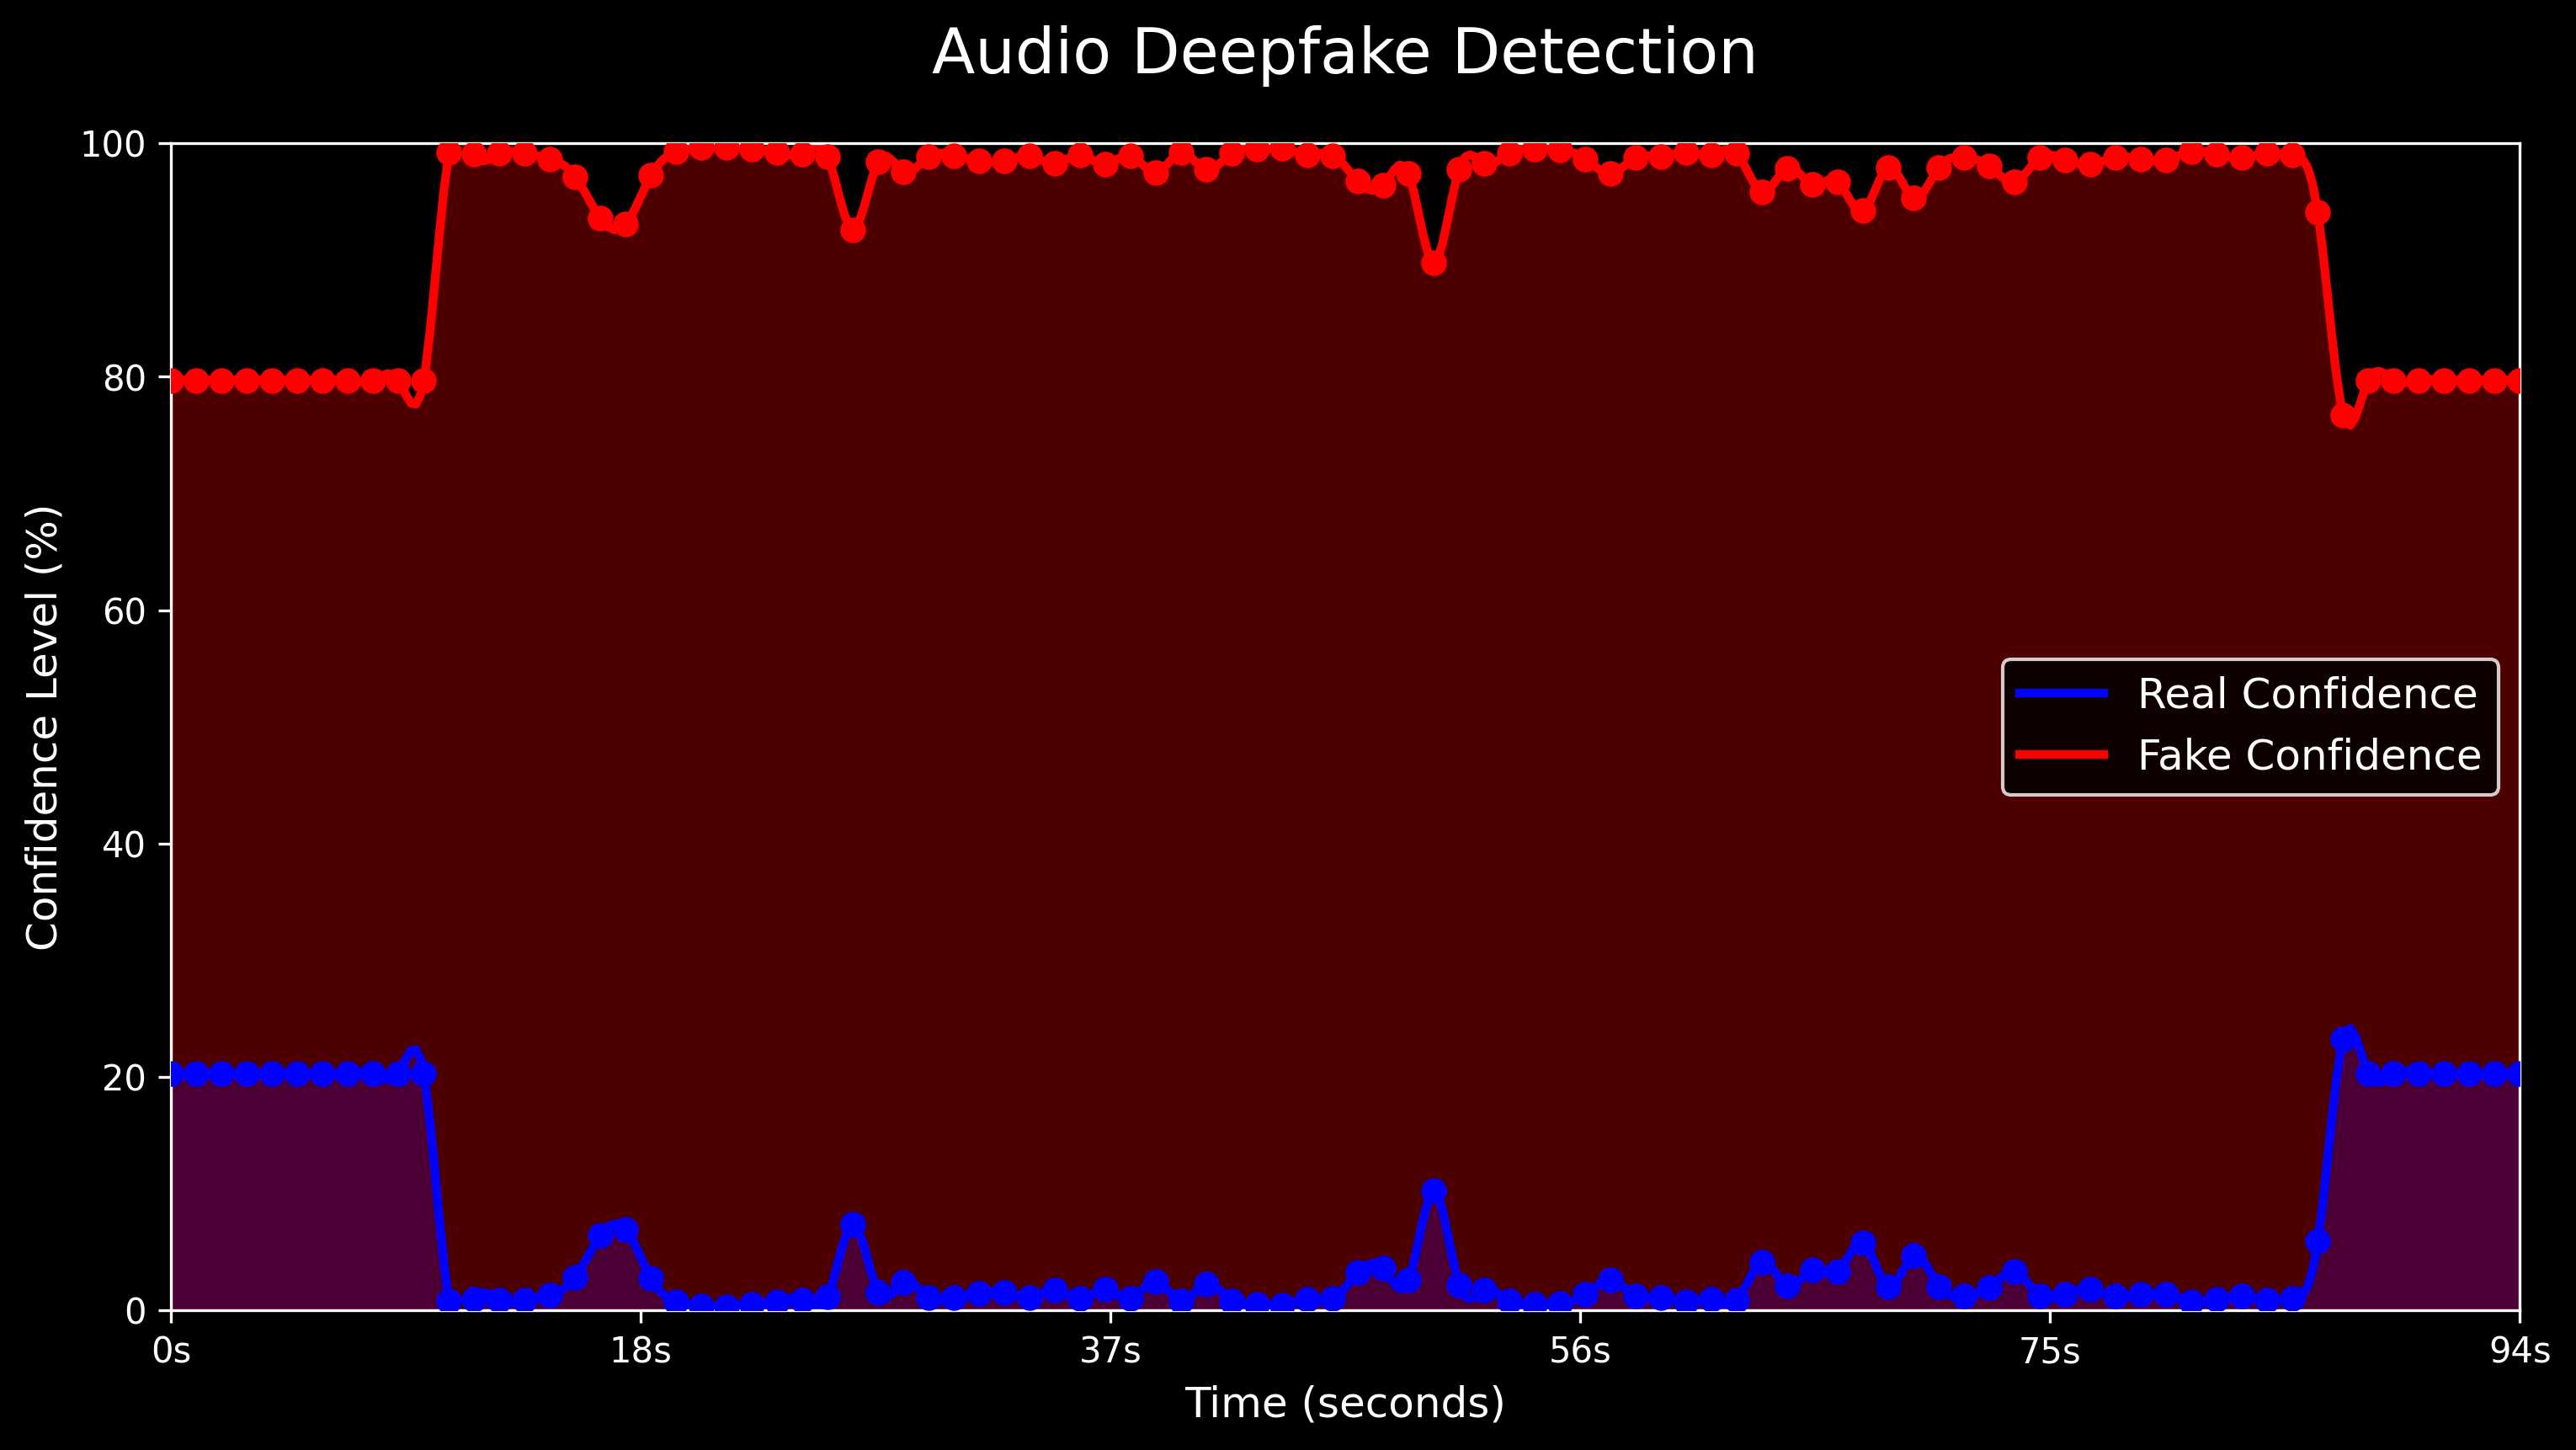 Audio Deepfake Detection
Confidence Level (%)
100
80
60
40
20
0
Real Confidence
Fake Confidence
0s 18s 37s 56s 75s 94s
Time (seconds)